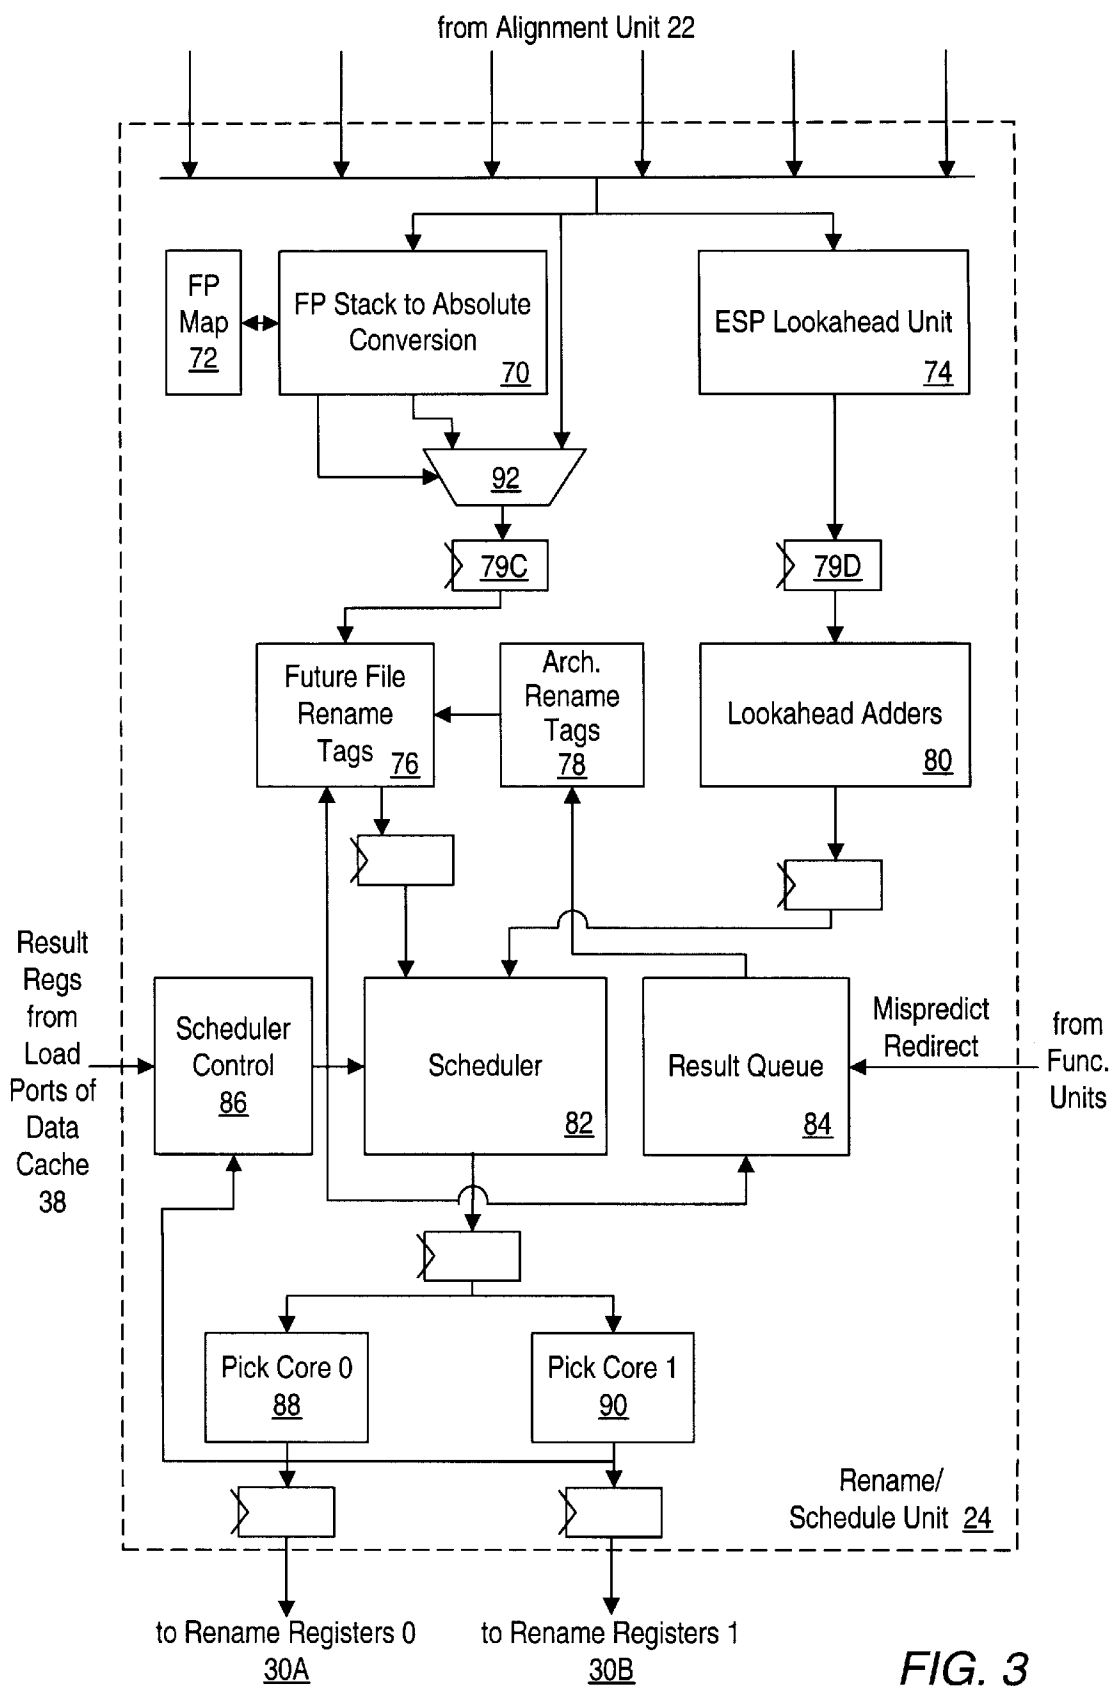 from Alignment Unit 22
FP
Map
72
FP Stack to Absolute
Conversion
70
ESP Lookahead Unit
74
92
79C
79D
Future File
Rename
Tags
76
Arch.
Rename
Tags
78
Lookahead Adders
80
Result
Regs
from
Load
Ports of
Data
Cache
38
Scheduler
Control
86
Scheduler
82
Result Queue
84
Mispredict
Redirect
from
Func.
Units
Pick Core 0
88
Pick Core 1
90
Rename/
Schedule Unit 24
to Rename Registers 0
30A
to Rename Registers 1
30B
FIG. 3